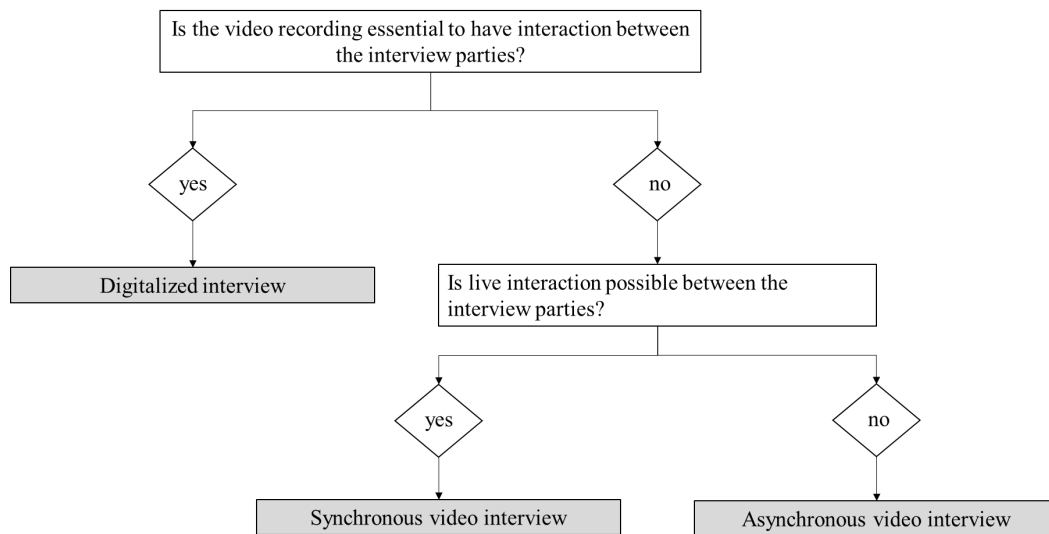 Is the video recording essential to have interaction between
the interview parties?
yes
no
Digitalized interview
Is live interaction possible between the
interview parties?
yes
no
Synchronous video interview
Asynchronous video interview